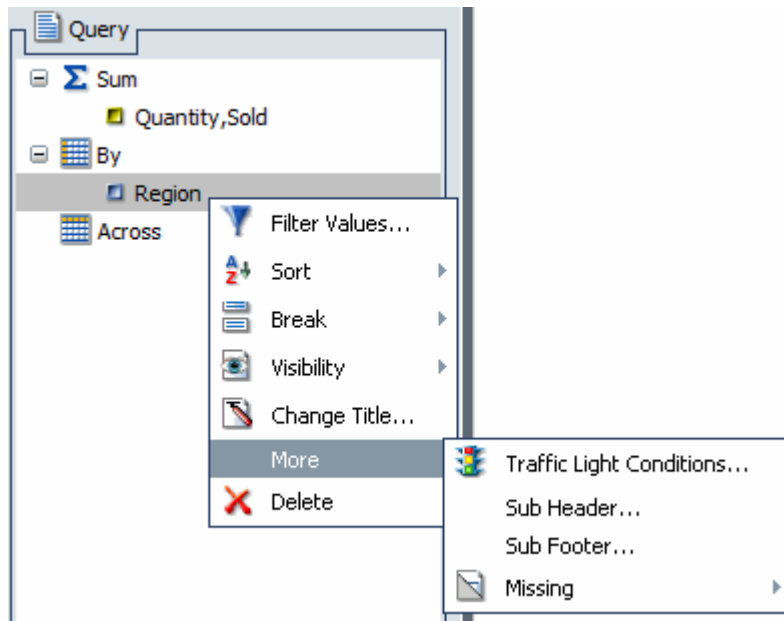 Query
Sum
Quantity,Sold
By
Region
Across
Filter Values...
Sort
Break
Visibility
Change Title...
More
Delete
Traffic Light Conditions...
Sub Header...
Sub Footer...
Missing